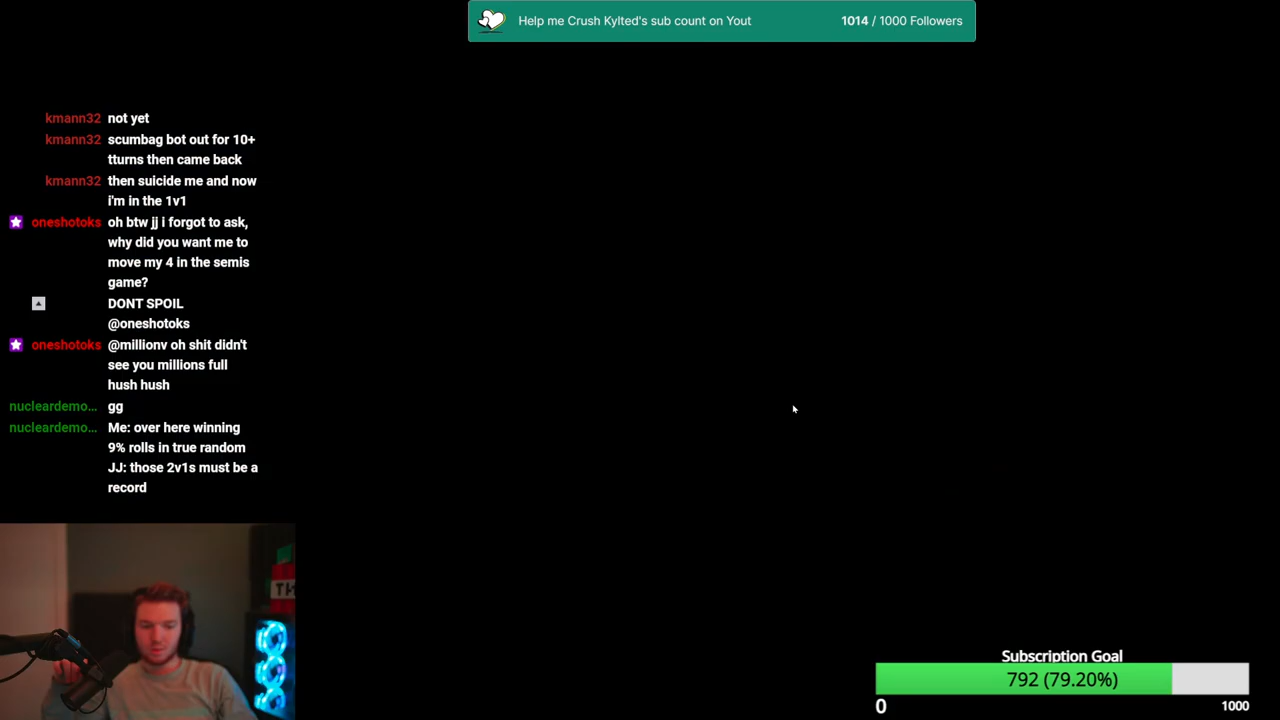 Help me Crush Kylted's sub count on Yout 1014 / 1000 Followers
kmann32 not yet
kmann32 scumbag bot out for 10+
tturns then came back
kmann32 then suicide me and now
i'm in the 1v1
oneshotoks oh btw jj i forgot to ask,
why did you want me to
move my 4 in the semis
game?
DONT SPOIL
@oneshotoks
oneshotoks @millionv oh shit didn't
see you millions full
hush hush
nucleardemo... gg
nucleardemo... Me: over here winning
9% rolls in true random
JJ: those 2v1s must be a
record
TH
Subscription Goal
792 (79.20%)
0 1000